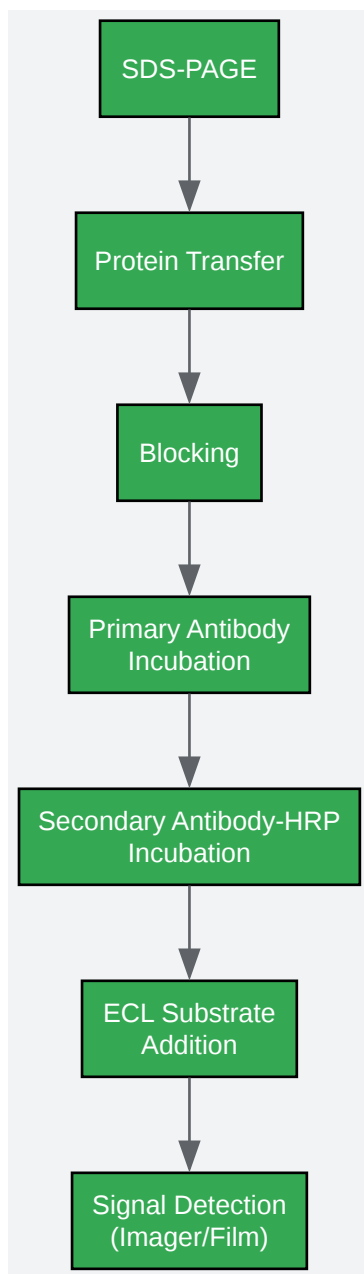 SDS-PAGE
Protein Transfer
Blocking
Primary Antibody
Incubation
Secondary Antibody-HRP
Incubation
ECL Substrate
Addition
Signal Detection
(Imager/Film)